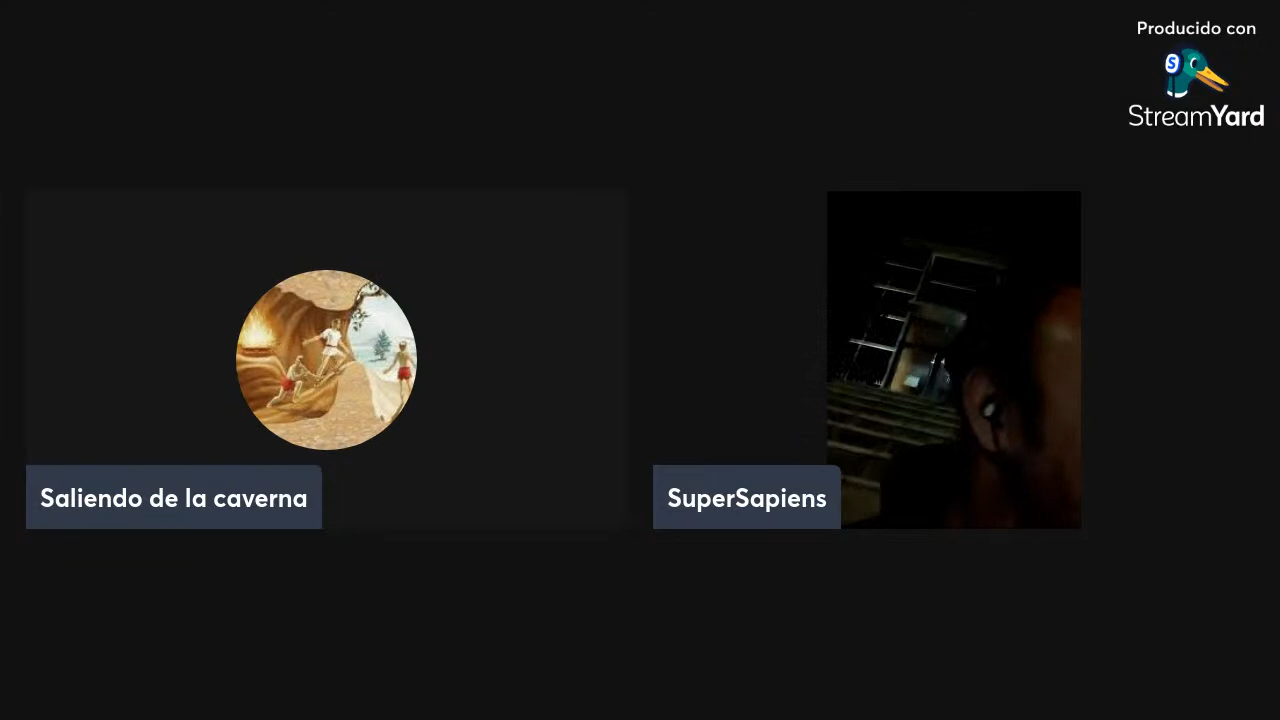 Producido con
S
StreamYard
Saliendo de la caverna
SuperSapiens